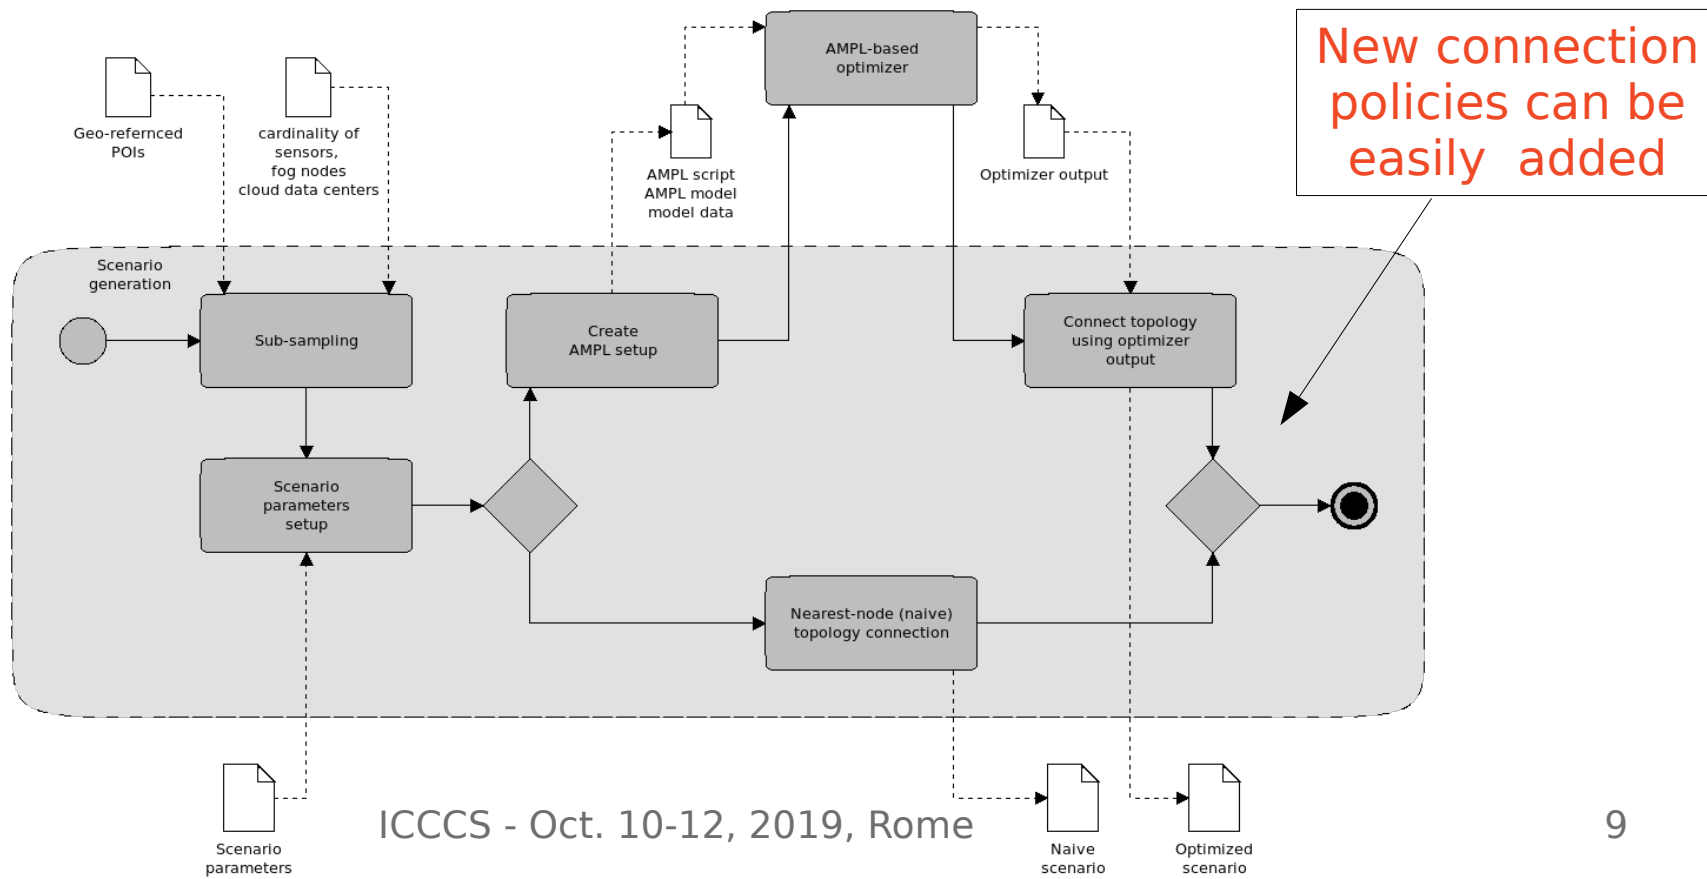 AMPL-based
optimizer
New connection
policies can be
easily  added
Geo-refernced
POIs
cardinality of
sensors,
fog nodes
cloud data centers
AMPL script
AMPL model
model data
Optimizer output
Scenario
generation
Sub-sampling
Create
AMPL setup
Connect topology
using optimizer
output
Scenario
parameters
setup
Nearest-node (naive)
topology connection
Scenario
parameters
ICCCS - Oct. 10-12, 2019, Rome
Naive
scenario
Optimized
scenario
9